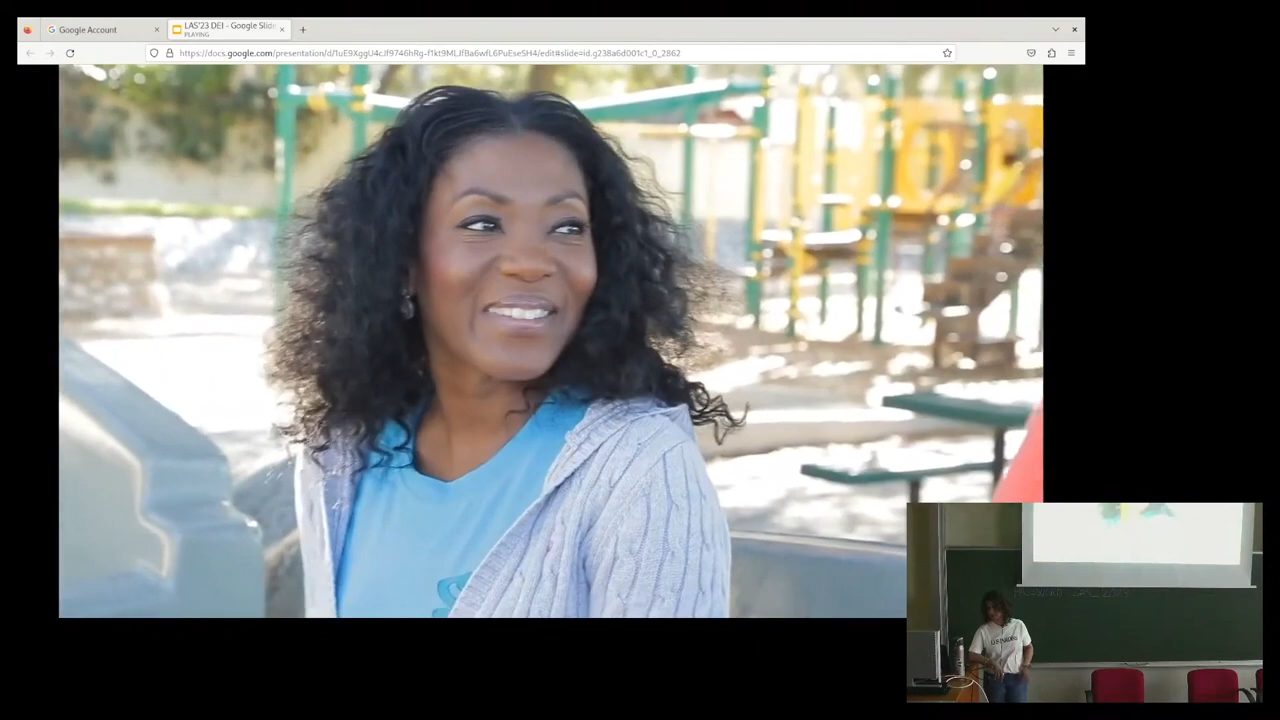 Google Account
LAS'23 DEI - Google Slide
PLAYING
https://docs.google.com/presentation/d/1uE9XggU4cJf9746hRg-f1kt9MLJfBa6wfL6PuEseSH4/edit#slide=id.g238a6d001c1_0_2862